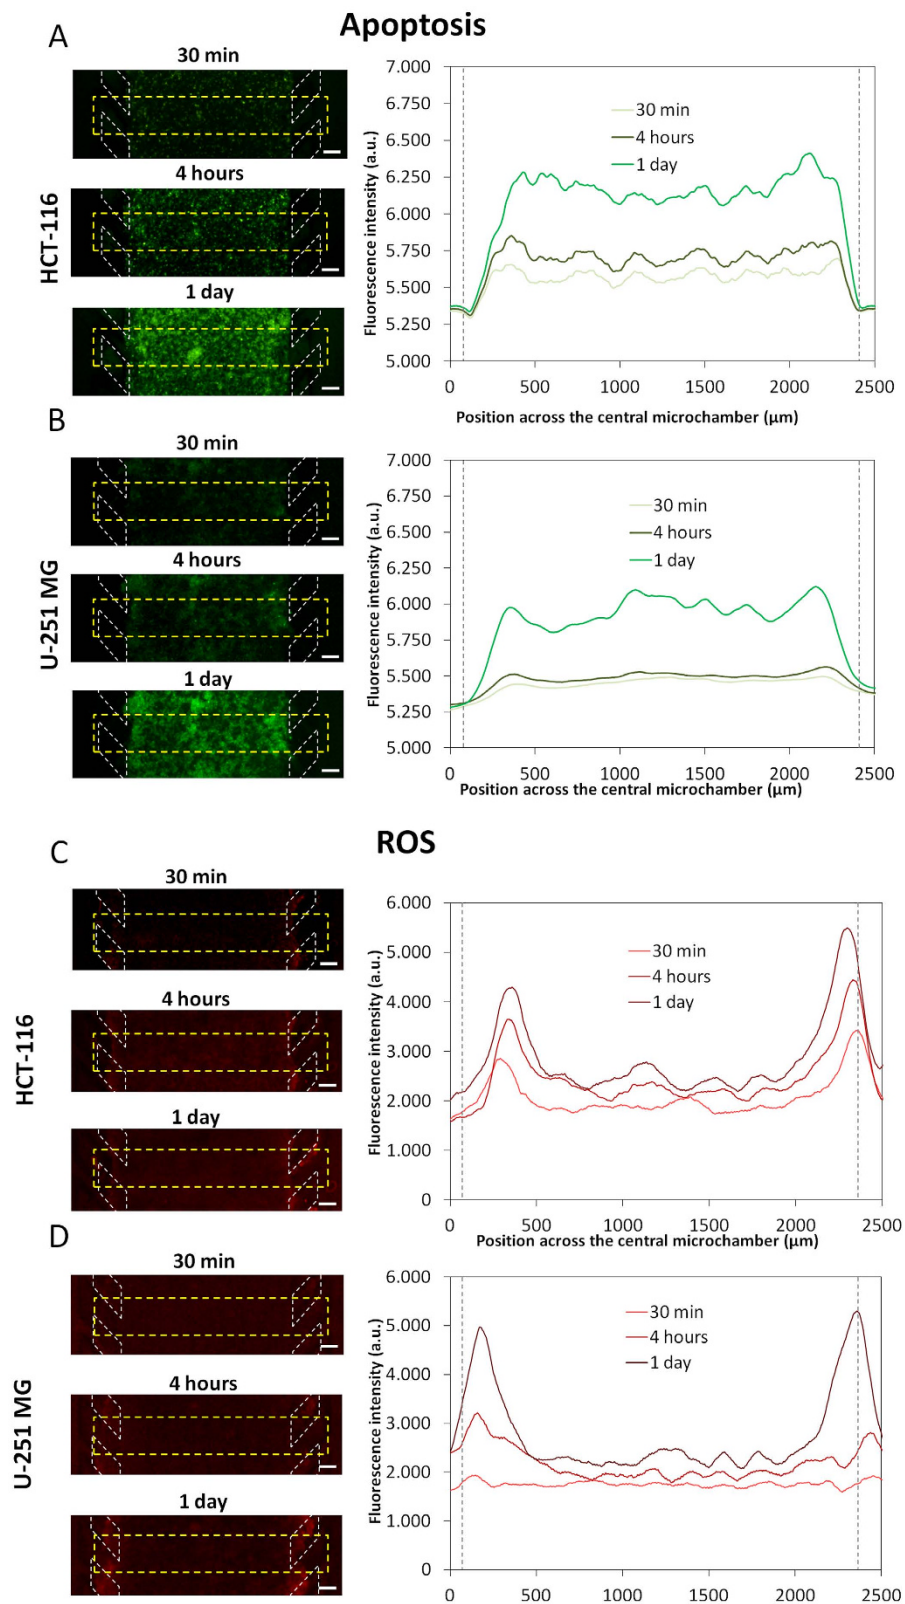 Apoptosis
A
30 min
4 hours
1 day
HCT-116
Fluorescence intensity (a.u.)
7.000
6.750
6.500
6.250
6.000
5.750
5.500
5.250
5.000
30 min
4 hours
1 day
0
500
1000
1500
2000
2500
Position across the central microchamber (µm)
B
30 min
4 hours
1 day
U-251 MG
Fluorescence intensity (a.u.)
7.000
6.750
6.500
6.250
6.000
5.750
5.500
5.250
5.000
30 min
4 hours
1 day
0
500
1000
1500
2000
2500
Position across the central microchamber (µm)
ROS
C
30 min
4 hours
1 day
HCT-116
Fluorescence intensity (a.u.)
6.000
5.000
4.000
3.000
2.000
1.000
0
30 min
4 hours
1 day
0
500
1000
1500
2000
2500
Position across the central microchamber (µm)
D
30 min
4 hours
1 day
U-251 MG
Fluorescence intensity (a.u.)
6.000
5.000
4.000
3.000
2.000
1.000
0
30 min
4 hours
1 day
0
500
1000
1500
2000
2500